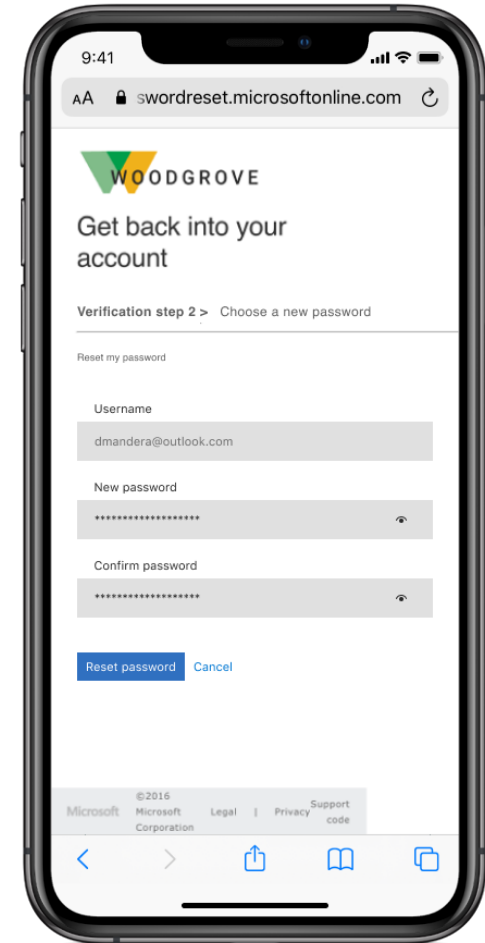 9:41
AA swordreset.microsoftonline.com
WOODGROVE
Get back into your
account
Verification step 2 > Choose a new password
Reset my password
Username
dmandera@outlook.com
New password
*******************
Confirm password
*******************
Reset password Cancel
©2016
Microsoft Microsoft Legal | Privacy Support
Corporation code